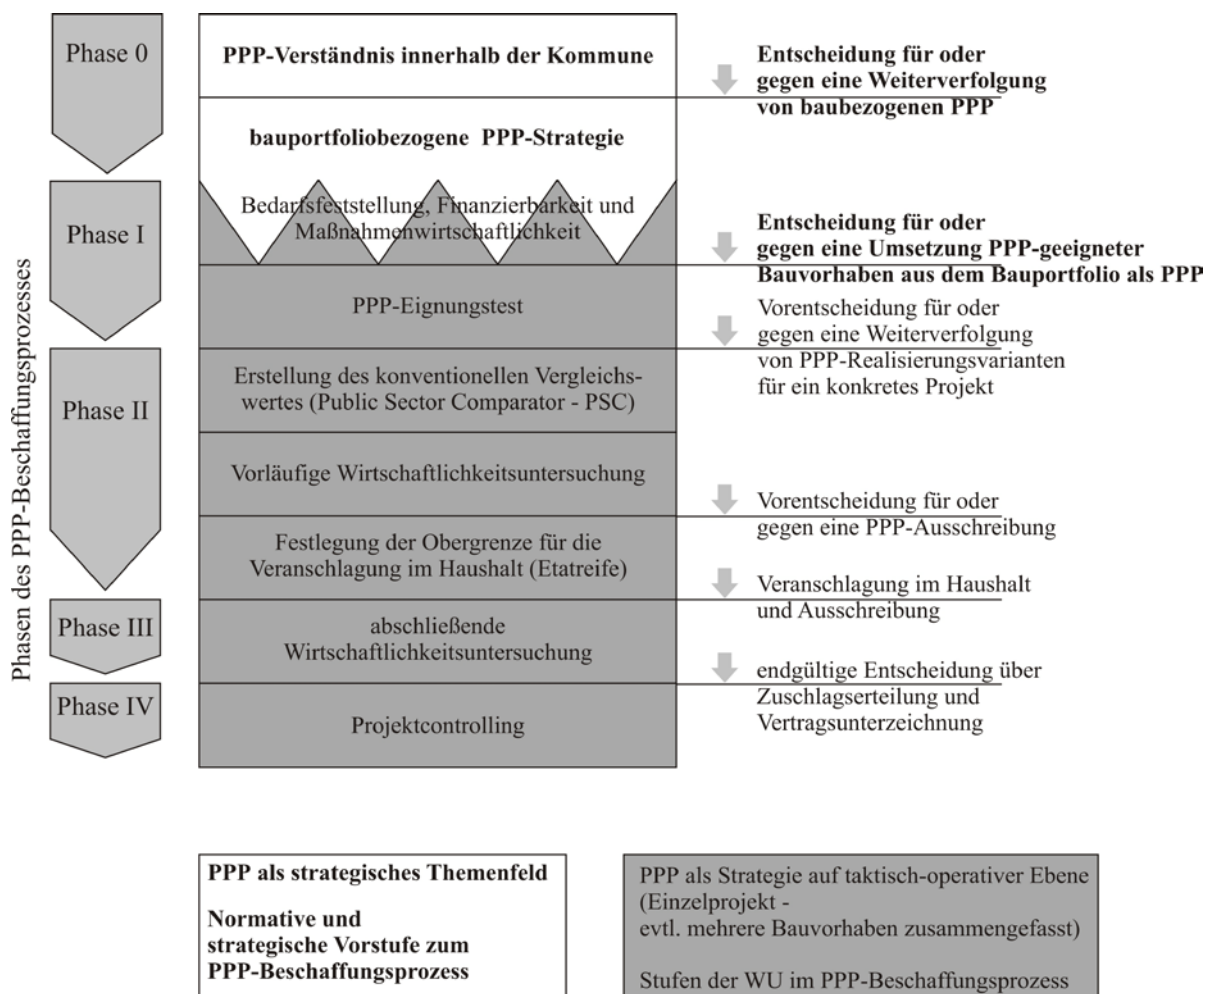 Phasen des PPP-Beschaffungsprozesses
Phase 0
Phase I
Phase II
Phase III
Phase IV
PPP-Verständnis innerhalb der Kommune
bauportfoliobezogene PPP-Strategie
Bedarfsfeststellung, Finanzierbarkeit und
Maßnahmenwirtschaftlichkeit
PPP-Eignungstest
Erstellung des konventionellen Vergleichs-
wertes (Public Sector Comparator - PSC)
Vorläufige Wirtschaftlichkeitsuntersuchung
Festlegung der Obergrenze für die
Veranschlagung im Haushalt (Etatreife)
abschließende
Wirtschaftlichkeitsuntersuchung
Projektcontrolling
Entscheidung für oder
gegen eine Weiterverfolgung
von baubezogenen PPP
Entscheidung für oder
gegen eine Umsetzung PPP-geeigneter
Bauvorhaben aus dem Bauportfolio als PPP
Vorentscheidung für oder
gegen eine Weiterverfolgung
von PPP-Realisierungsvarianten
für ein konkretes Projekt
Vorentscheidung für oder
gegen eine PPP-Ausschreibung
Veranschlagung im Haushalt
und Ausschreibung
endgültige Entscheidung über
Zuschlagserteilung und
Vertragsunterzeichnung
PPP als strategisches Themenfeld
Normative und
strategische Vorstufe zum
PPP-Beschaffungsprozess
PPP als Strategie auf taktisch-operativer Ebene
(Einzelprojekt -
evtl. mehrere Bauvorhaben zusammengefasst)
Stufen der WU im PPP-Beschaffungsprozess